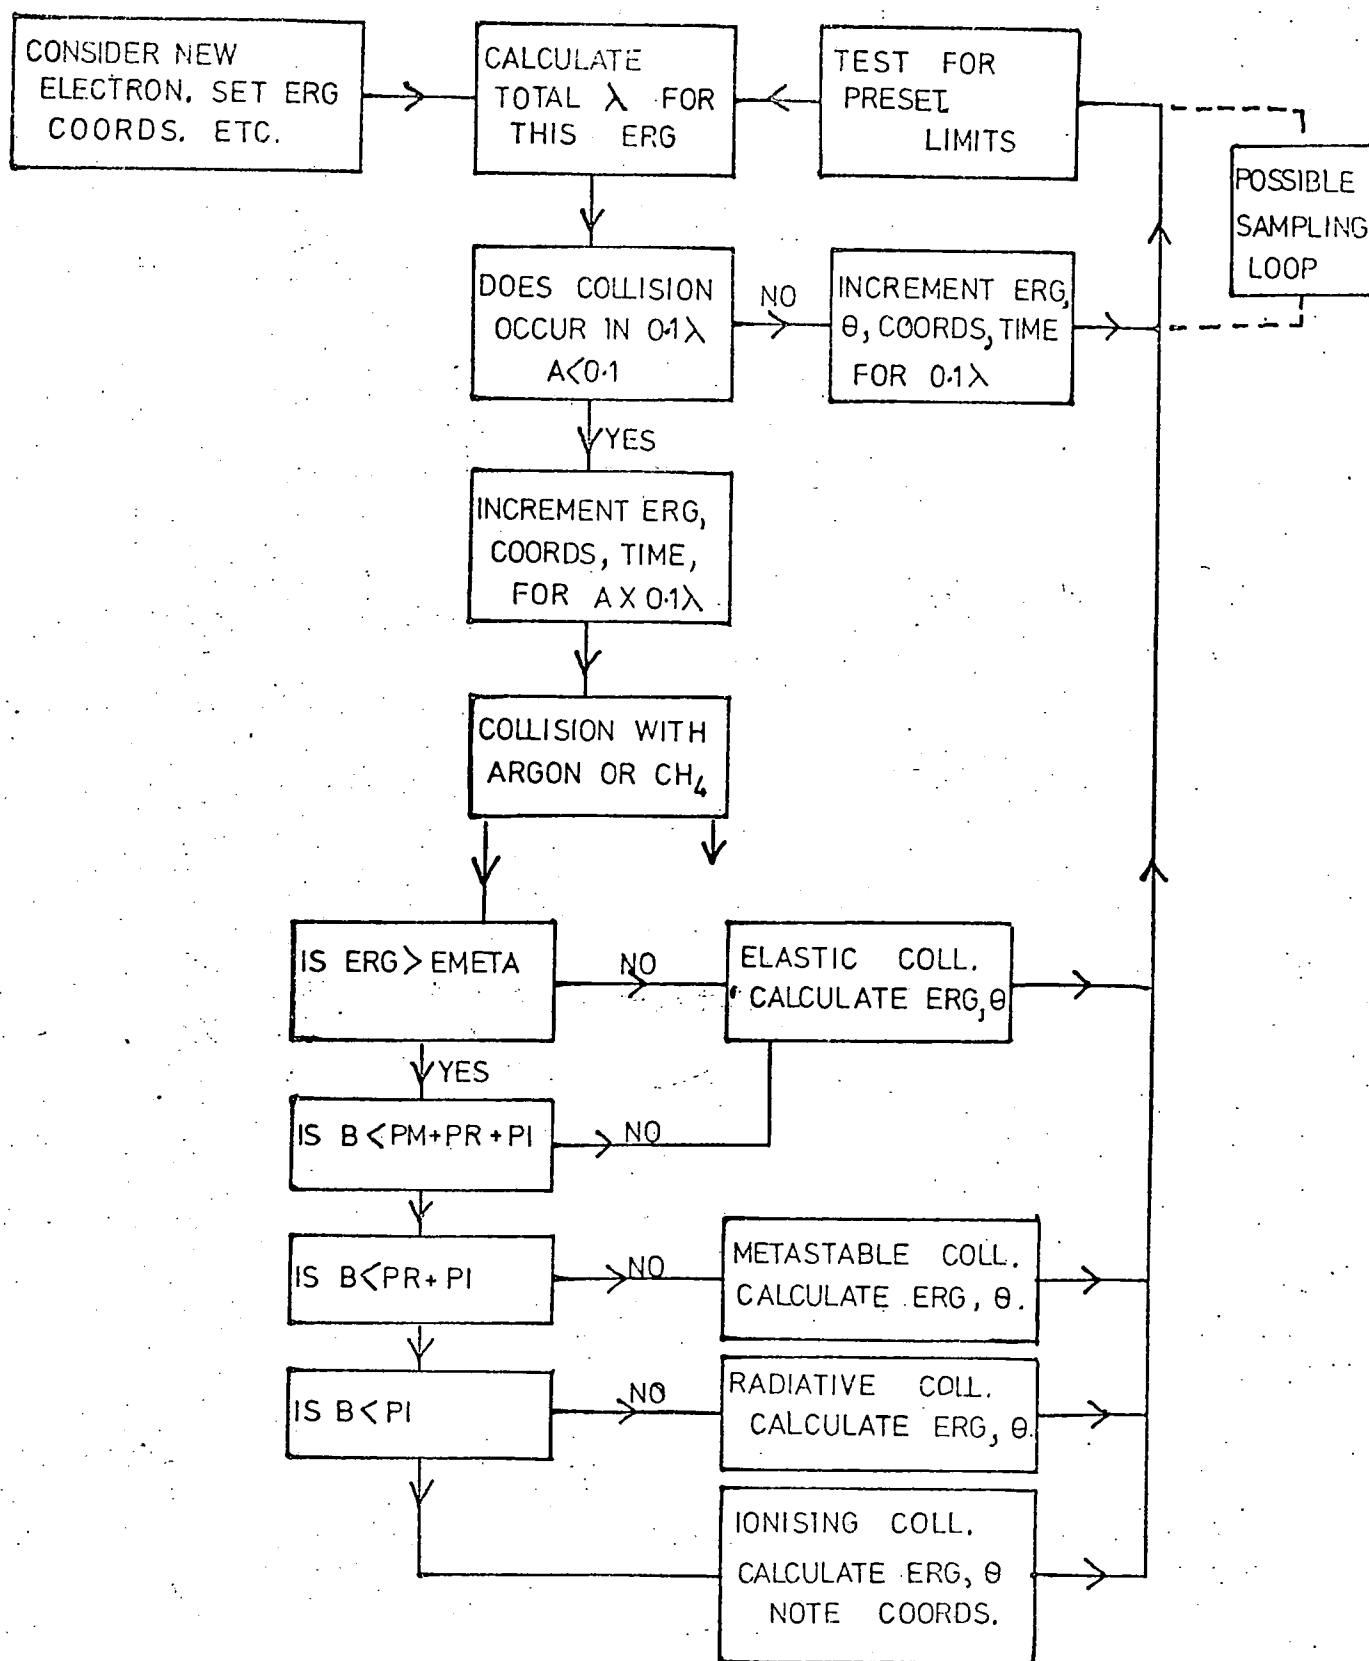 CONSIDER NEW
ELECTRON. SET ERG
COORDS. ETC.
CALCULATE
TOTAL λ FOR
THIS ERG
TEST FOR
PRESET
LIMITS
POSSIBLE
SAMPLING
LOOP
DOES COLLISION
OCCUR IN 0·1λ
A<0·1
NO
INCREMENT ERG,
θ, COORDS, TIME
FOR 0·1λ
YES
INCREMENT ERG,
COORDS, TIME,
FOR A X 0·1λ
COLLISION WITH
ARGON OR CH₄
IS ERG > EMETA
NO
ELASTIC COLL.
CALCULATE ERG, θ
YES
IS B < PM+PR+PI
NO
IS B<PR+PI
NO
METASTABLE COLL.
CALCULATE ERG, θ.
IS B<PI
NO
RADIATIVE COLL.
CALCULATE ERG, θ.
IONISING COLL.
CALCULATE ERG, θ
NOTE COORDS.